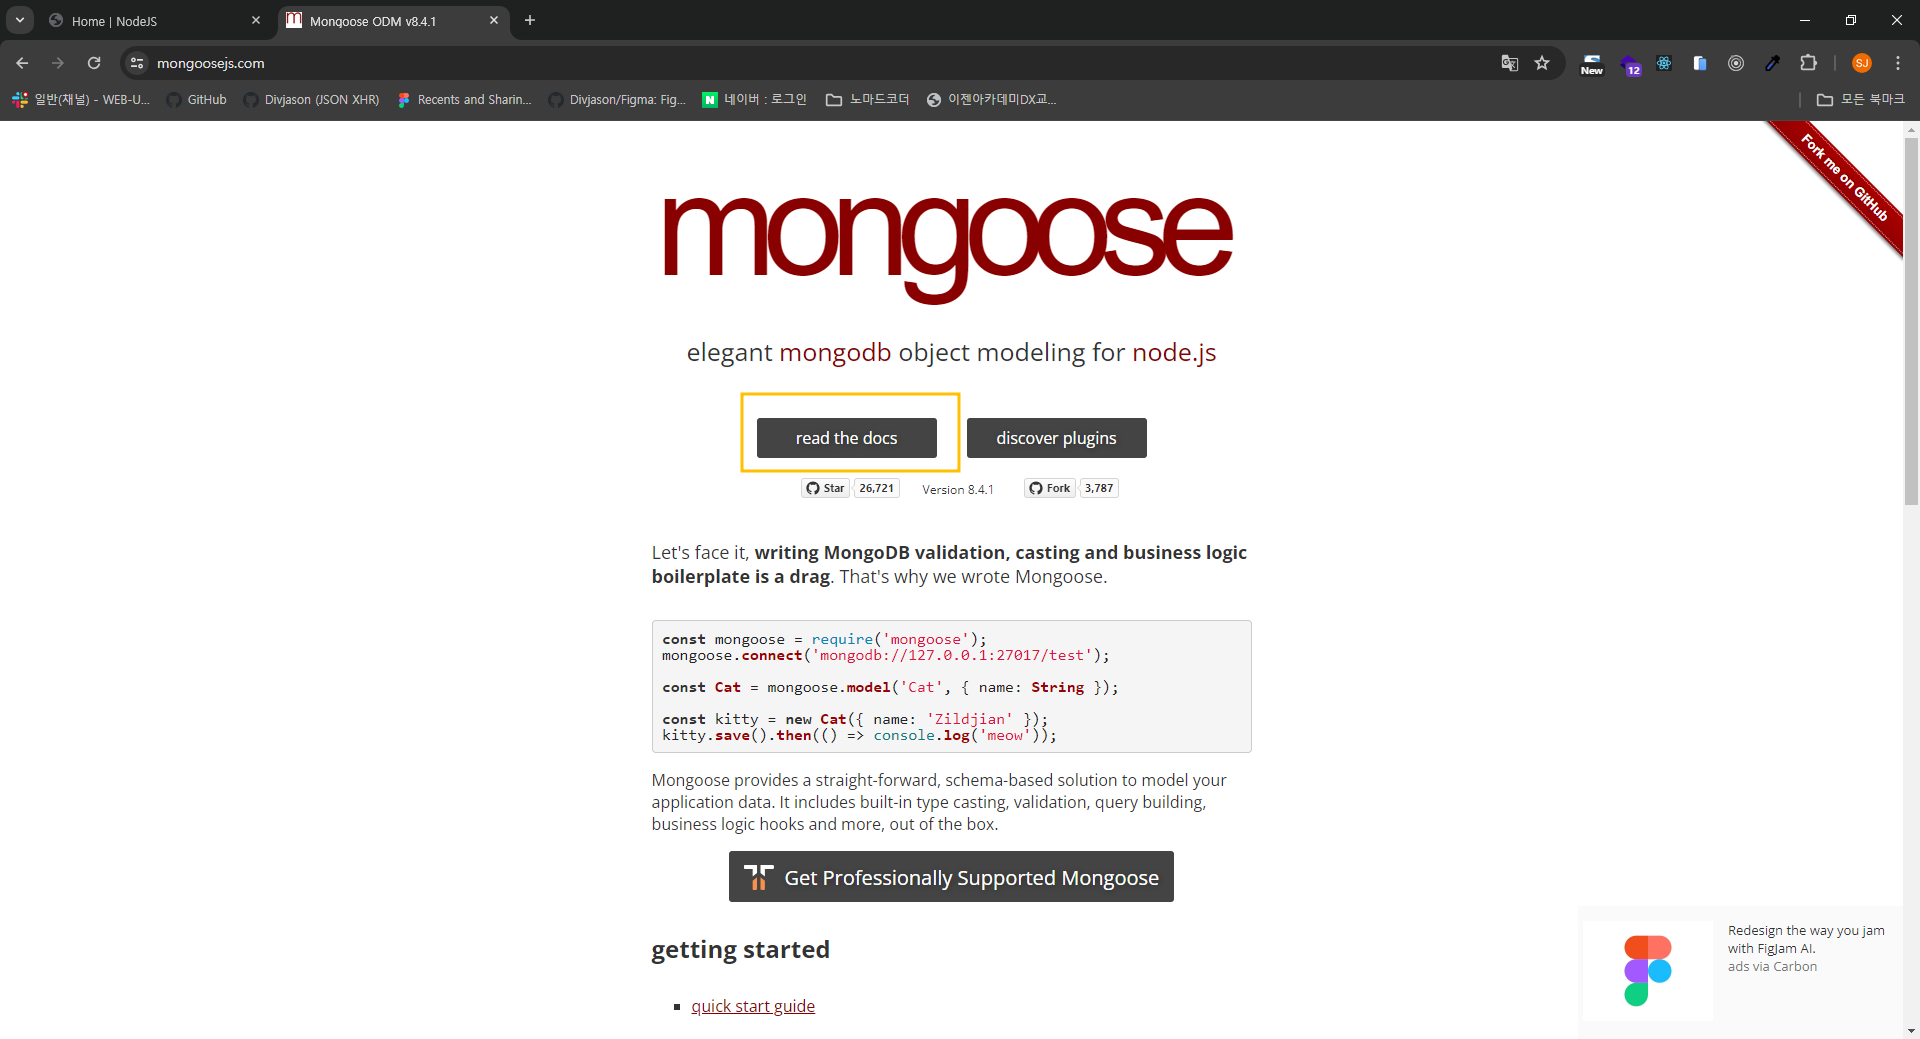 Home | NodeJS
Mongoose ODM v8.4.1
mongoosejs.com
New
12
SJ
일반(채널) - WEB-U...
GitHub
Divjason (JSON XHR)
Recents and Sharin...
Divjason/Figma: Fig...
N
네이버 : 로그인
노마드코더
이젠아카데미DX교...
모든 북마크
Fork me on GitHub
mongoose
elegant mongodb object modeling for node.js
read the docs
discover plugins
Star 26,721
Version 8.4.1
Fork 3,787
Let's face it, writing MongoDB validation, casting and business logic
boilerplate is a drag. That's why we wrote Mongoose.
const mongoose = require('mongoose');
mongoose.connect('mongodb://127.0.0.1:27017/test');
const Cat = mongoose.model('Cat', { name: String });
const kitty = new Cat({ name: 'Zildjian' });
kitty.save().then(() => console.log('meow'));
Mongoose provides a straight-forward, schema-based solution to model your
application data. It includes built-in type casting, validation, query building,
business logic hooks and more, out of the box.
Get Professionally Supported Mongoose
getting started
quick start guide
Redesign the way you jam
with FigJam AI.
ads via Carbon